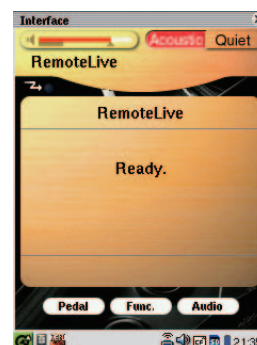 Interface
Acoustic Quiet
RemoteLive
RemoteLive
Ready.
Pedal Func. Audio